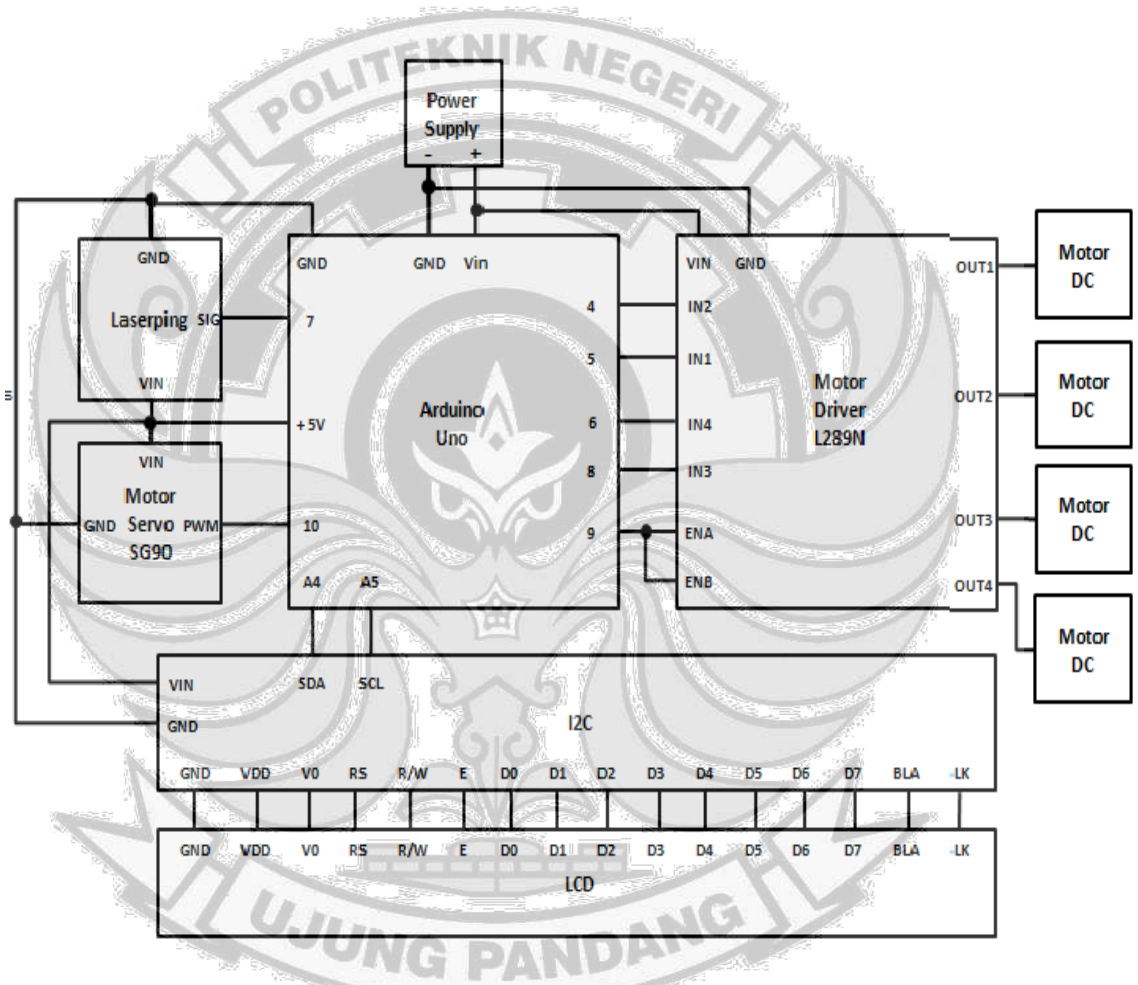 POLITEKNIK NEGERI
Power
Supply
- +
GND
Laserping SIG
VIN
GND GND Vin
7
+5V
10
A4 A5
Arduino
Uno
4
5
6
8
9
VIN GND
IN2
IN1
IN4
IN3
ENA
ENB
Motor
Driver
L289N
OUT1
OUT2
OUT3
OUT4
Motor
DC
Motor
DC
Motor
DC
Motor
DC
VIN
Motor
GND Servo PWM
SG90
VIN SDA SCL
GND
I2C
GND VDD V0 RS R/W E D0 D1 D2 D3 D4 D5 D6 D7 BLA -LK
GND VDD V0 RS R/W E D0 D1 D2 D3 D4 D5 D6 D7 BLA -LK
LCD
UJUNG PANDANG